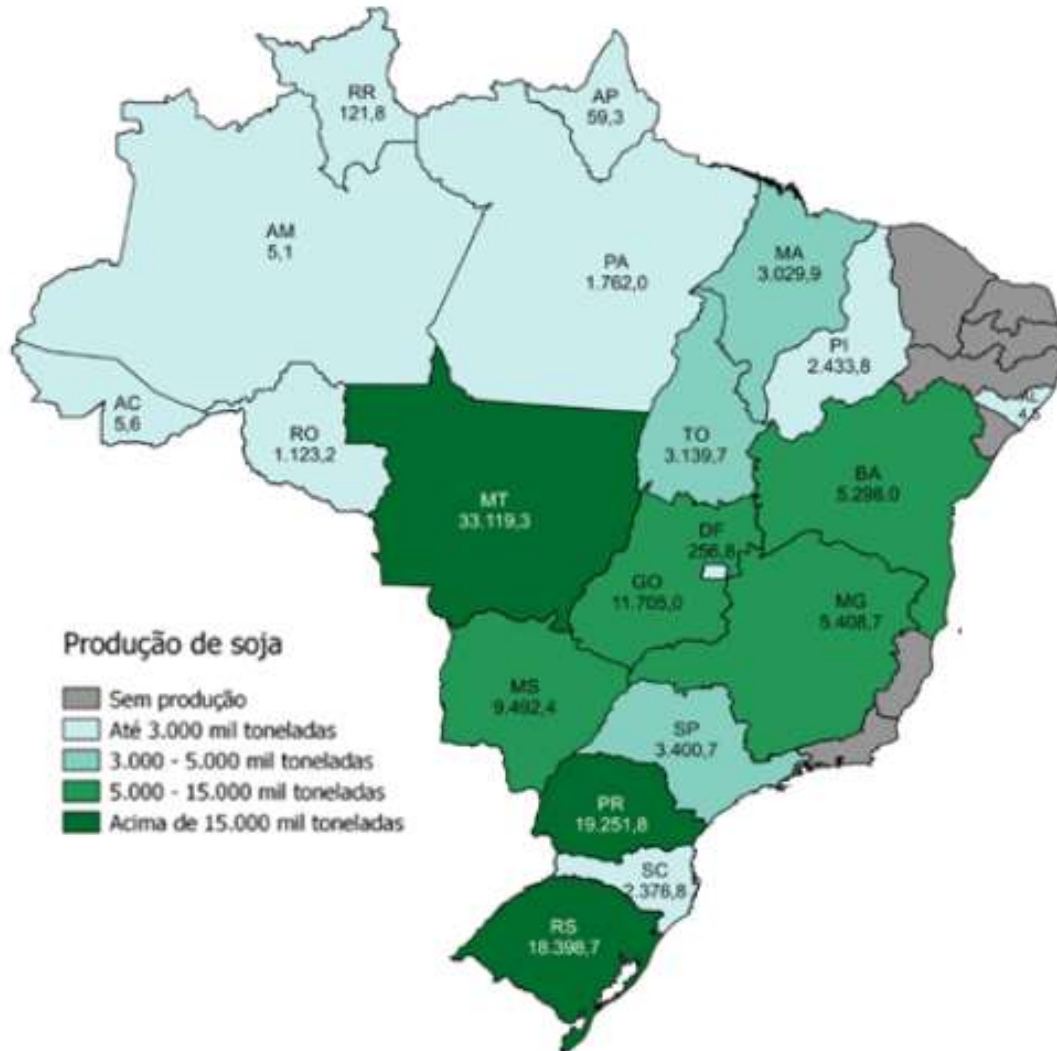 RR
121,8
AP
59,3
AM
5,1
PA
1.762,0
MA
3.029,9
PI
2.433,8
AC
5,6
RO
1.123,2
MT
33.119,3
TO
3.139,7
AL
4,5
BA
5.298,0
DF
256,8
GO
11.705,0
MG
5.408,7
MS
9.492,4
SP
3.400,7
PR
19.251,8
SC
2.376,8
RS
18.398,7
Produção de soja
Sem produção
Até 3.000 mil toneladas
3.000 - 5.000 mil toneladas
5.000 - 15.000 mil toneladas
Acima de 15.000 mil toneladas